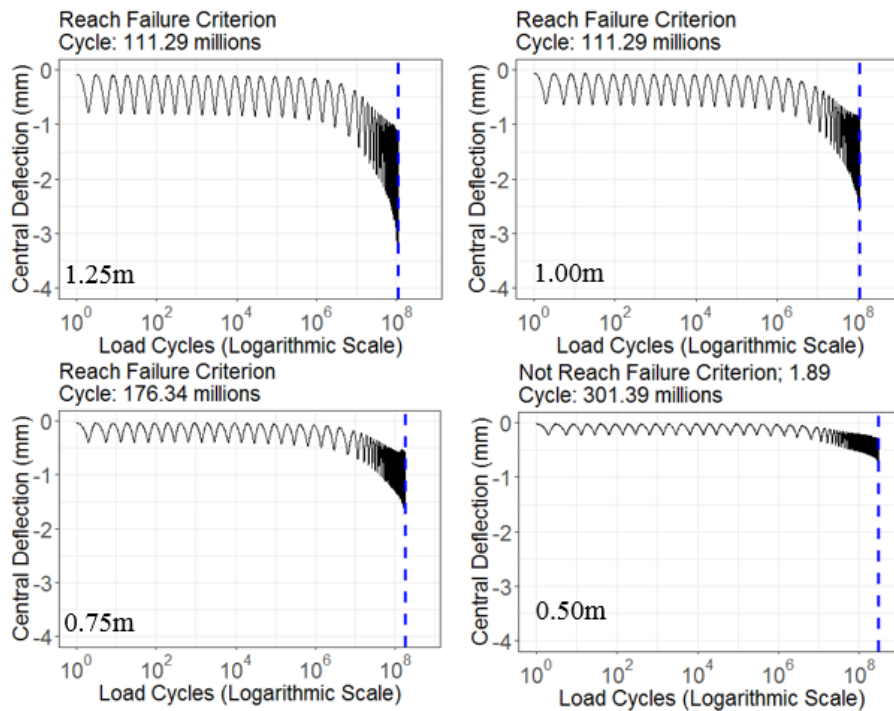 Reach Failure Criterion
Cycle: 111.29 millions
Central Deflection (mm)
0
-1
-2
-3
-4
1.25m
10^0 10^2 10^4 10^6 10^8
Load Cycles (Logarithmic Scale)
Reach Failure Criterion
Cycle: 111.29 millions
Central Deflection (mm)
0
-1
-2
-3
-4
1.00m
10^0 10^2 10^4 10^6 10^8
Load Cycles (Logarithmic Scale)
Reach Failure Criterion
Cycle: 176.34 millions
Central Deflection (mm)
0
-1
-2
-3
-4
0.75m
10^0 10^2 10^4 10^6 10^8
Load Cycles (Logarithmic Scale)
Not Reach Failure Criterion; 1.89
Cycle: 301.39 millions
Central Deflection (mm)
0
-1
-2
-3
-4
0.50m
10^0 10^2 10^4 10^6 10^8
Load Cycles (Logarithmic Scale)